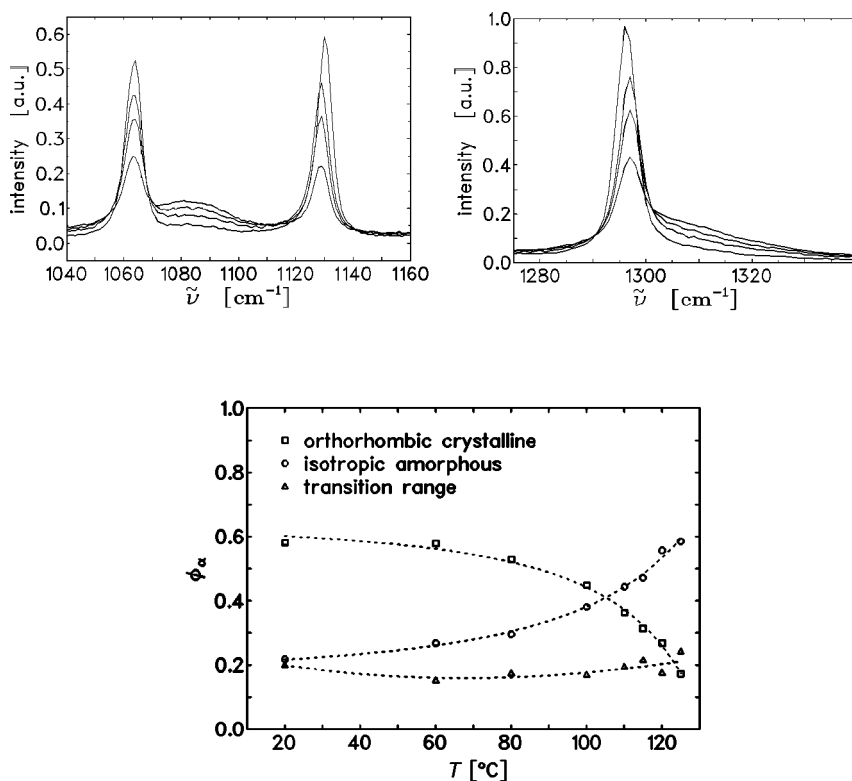 intensity [a.u.]
0.6
0.5
0.4
0.3
0.2
0.1
0.0
1040 1060 1080 1100 1120 1140 1160
ν̃ [cm⁻¹]
intensity [a.u.]
1.0
0.8
0.6
0.4
0.2
0.0
1280 1300 1320
ν̃ [cm⁻¹]
ϕα
1.0
0.8
0.6
0.4
0.2
0.0
orthorhombic crystalline
isotropic amorphous
transition range
20 40 60 80 100 120
T [°C]